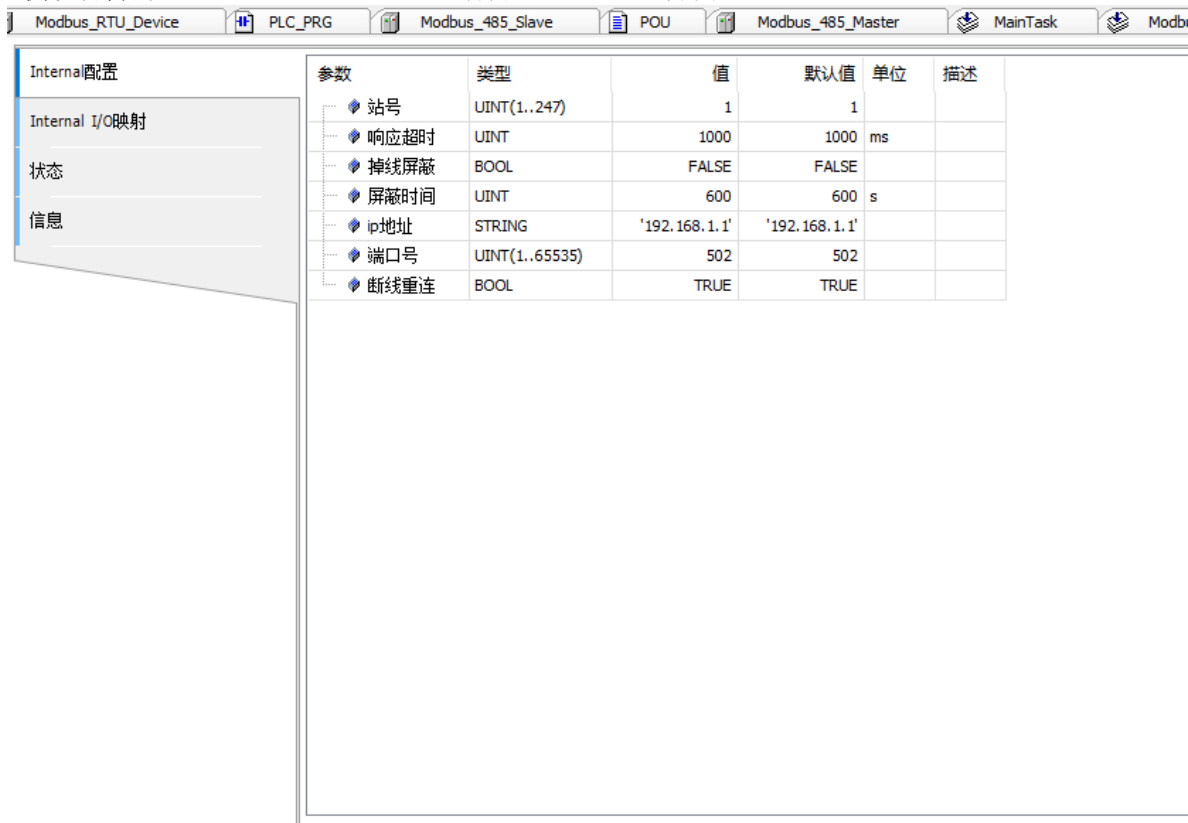 Modbus_RTU_Device PLC_PRG Modbus_485_Slave POU Modbus_485_Master MainTask
Internal配置
Internal I/O映射
状态
信息
参数 类型 值 默认值 单位 描述
站号 UINT(1..247) 1 1
响应超时 UINT 1000 1000 ms
掉线屏蔽 BOOL FALSE FALSE
屏蔽时间 UINT 600 600 s
ip地址 STRING '192.168.1.1' '192.168.1.1'
端口号 UINT(1..65535) 502 502
断线重连 BOOL TRUE TRUE